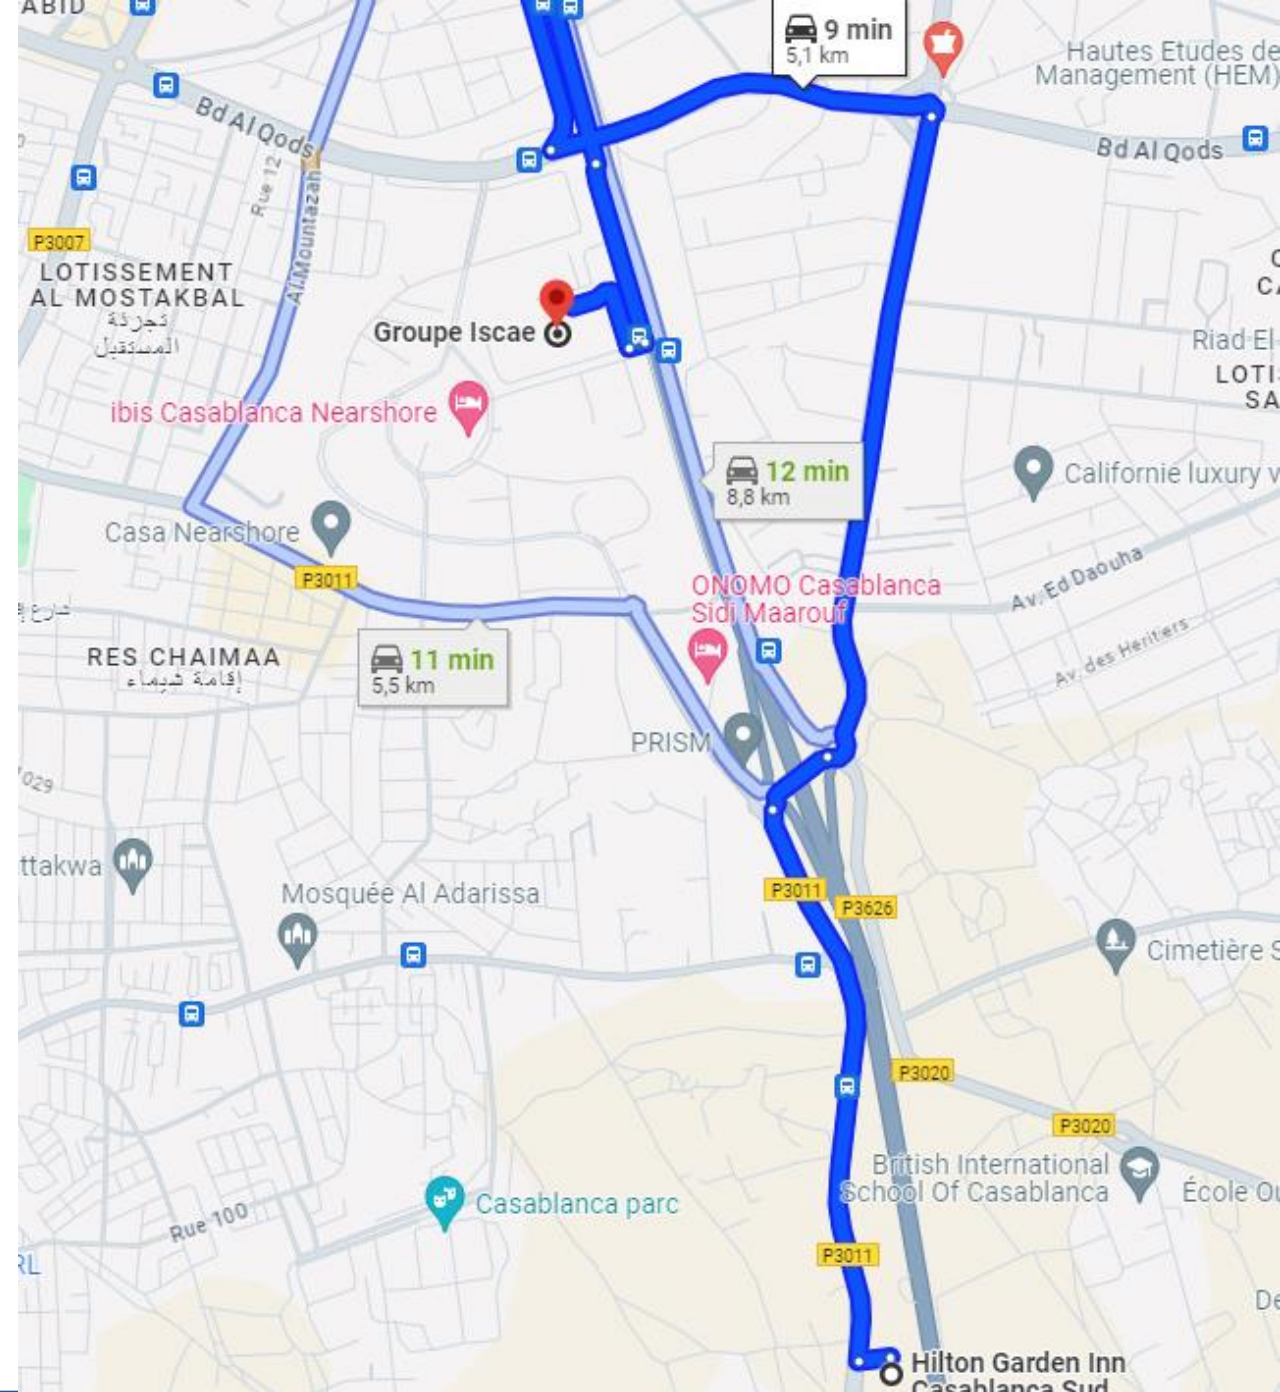 ABID
9 min
5,1 km
Hautes Etudes de
Management (HEM)
Bd Al Qods
Bd Al Qods
Rue 12
Al Mountazah
P3007
LOTISSEMENT
AL MOSTAKBAL
تجزئة
المستقبل
Groupe Iscae
Riad El
LOTI
SA
ibis Casablanca Nearshore
12 min
8,8 km
Californie luxury v
Casa Nearshore
P3011
Av. Ed Daouha
ONOMO Casablanca
Sidi Maarouf
شارع
Av. des Heritiers
RES CHAIMAA
إقامة شيماء
11 min
5,5 km
PRISM
1029
ttakwa
P3011
P3626
Mosquée Al Adarissa
Cimetière S
P3020
P3020
British International
School Of Casablanca
École Ou
Casablanca parc
Rue 100
RL
P3011
De
Hilton Garden Inn
Casablanca Sud